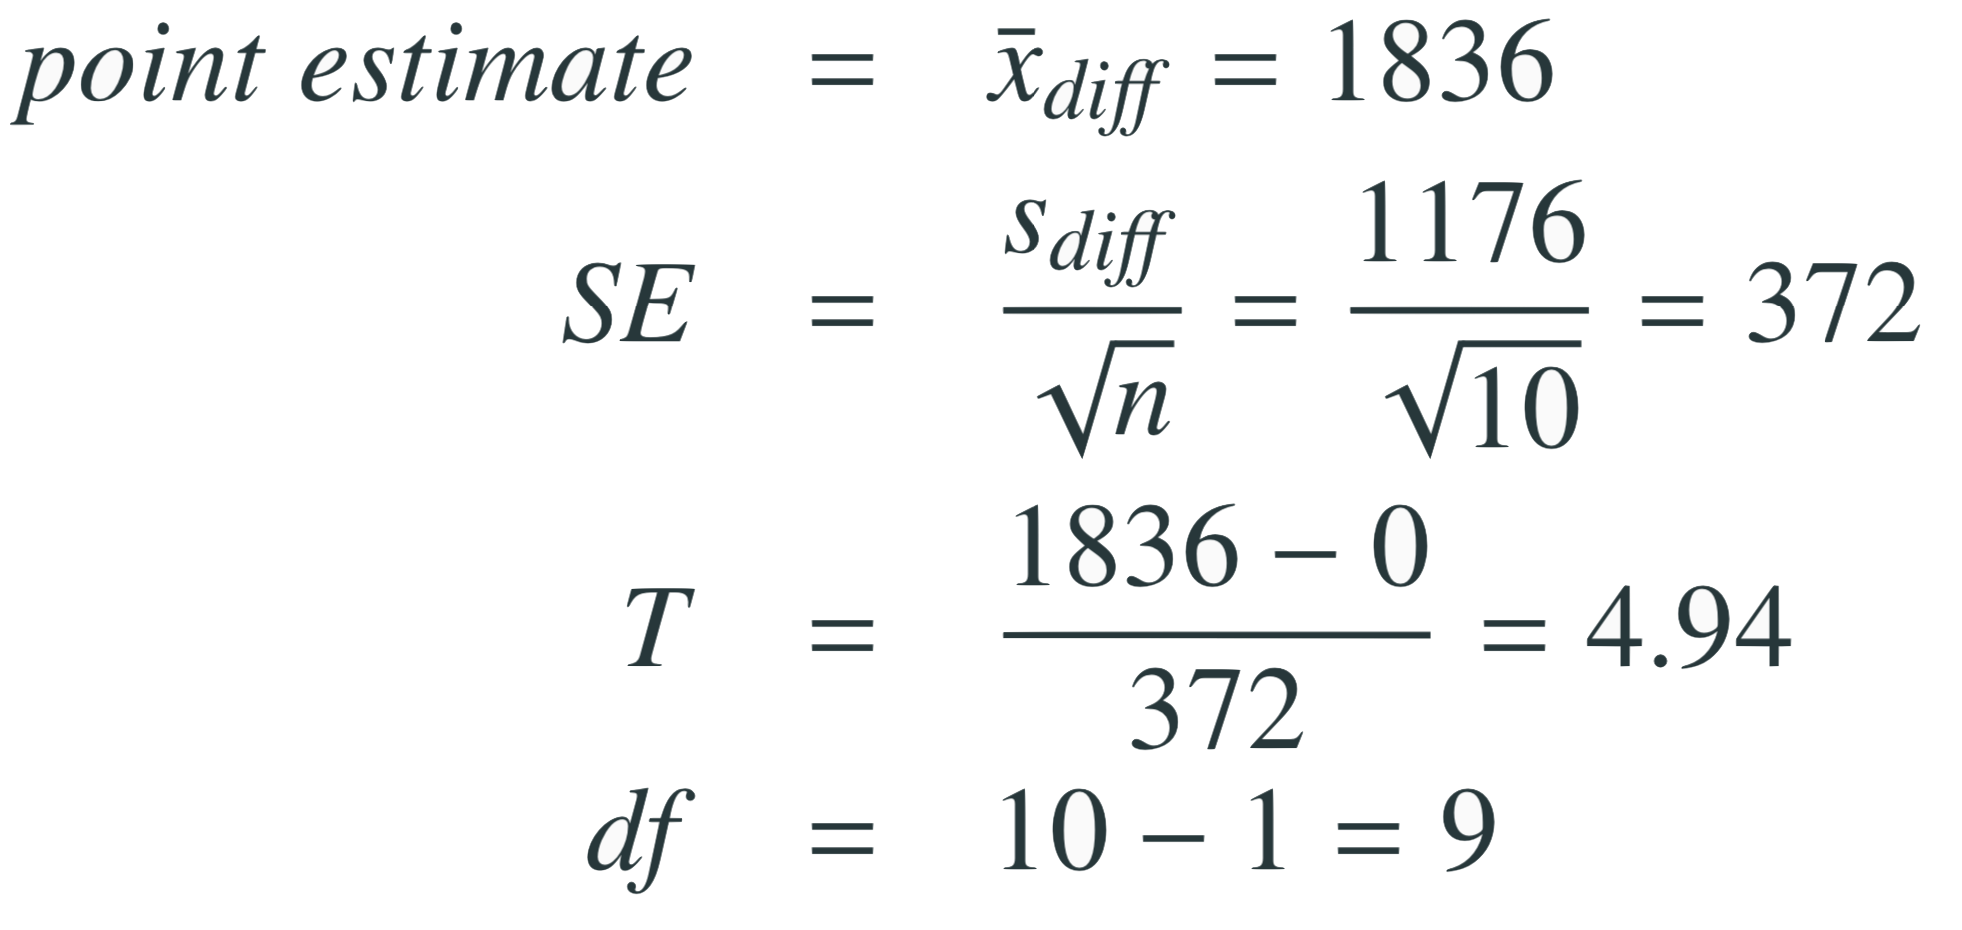 point estimate = x̄_diff = 1836
SE = s_diff / √n = 1176 / √10 = 372
T = 1836 − 0 / 372 = 4.94
df = 10 − 1 = 9